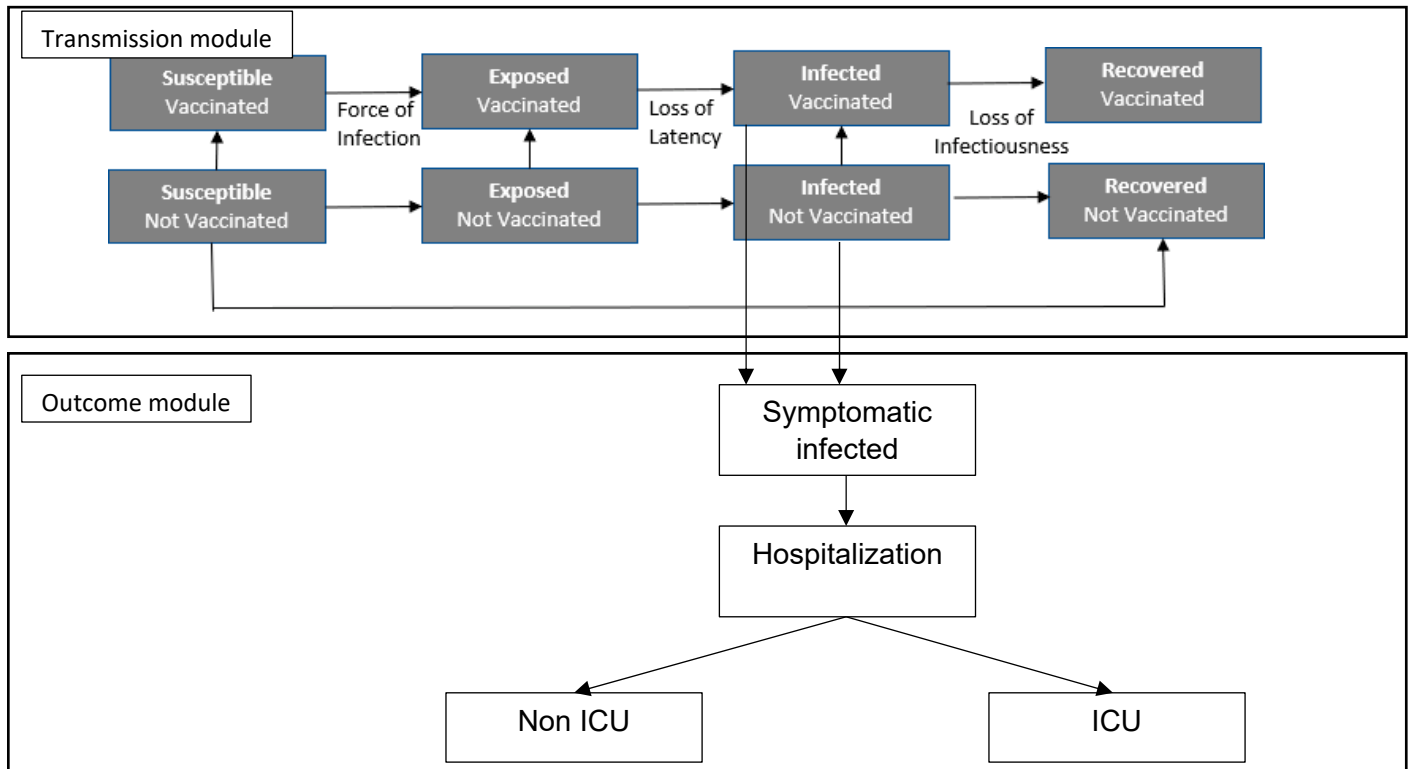 Transmission module
Susceptible
Vaccinated
Force of
Infection
Exposed
Vaccinated
Loss of
Latency
Infected
Vaccinated
Loss of
Infectiousness
Recovered
Vaccinated
Susceptible
Not Vaccinated
Exposed
Not Vaccinated
Infected
Not Vaccinated
Recovered
Not Vaccinated
Outcome module
Symptomatic
infected
Hospitalization
Non ICU
ICU